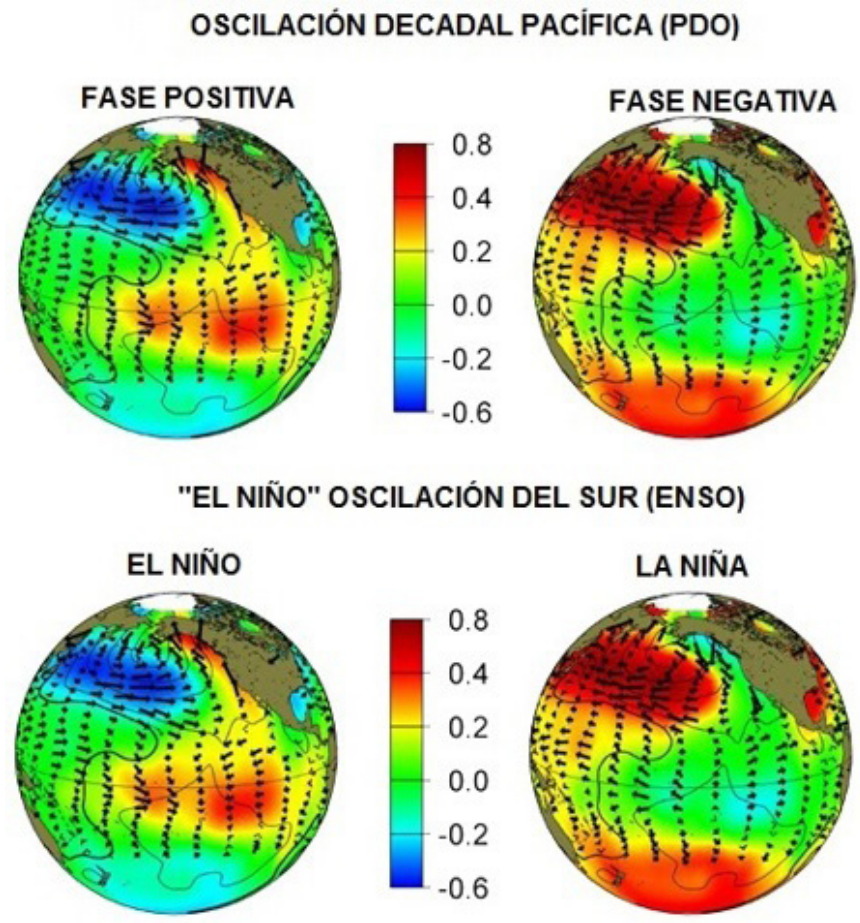 OSCILACIÓN DECADAL PACÍFICA (PDO)
FASE POSITIVA
FASE NEGATIVA
0.8
0.4
0.2
0.0
-0.2
-0.6
"EL NIÑO" OSCILACIÓN DEL SUR (ENSO)
EL NIÑO
LA NIÑA
0.8
0.4
0.2
0.0
-0.2
-0.6